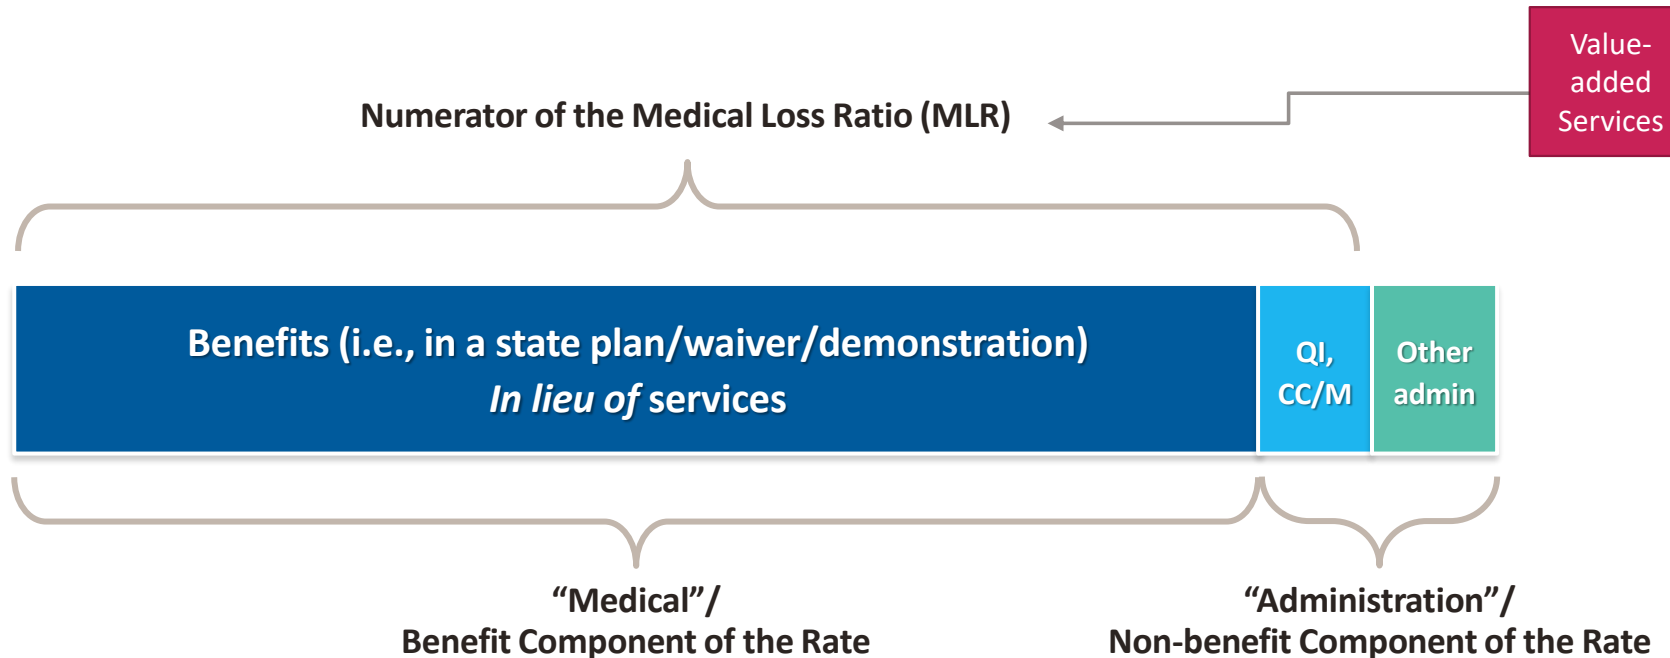 Value-
added
Services
Numerator of the Medical Loss Ratio (MLR)
Benefits (i.e., in a state plan/waiver/demonstration)
In lieu of services
QI,
CC/M
Other
admin
“Medical”/
Benefit Component of the Rate
“Administration”/
Non-benefit Component of the Rate